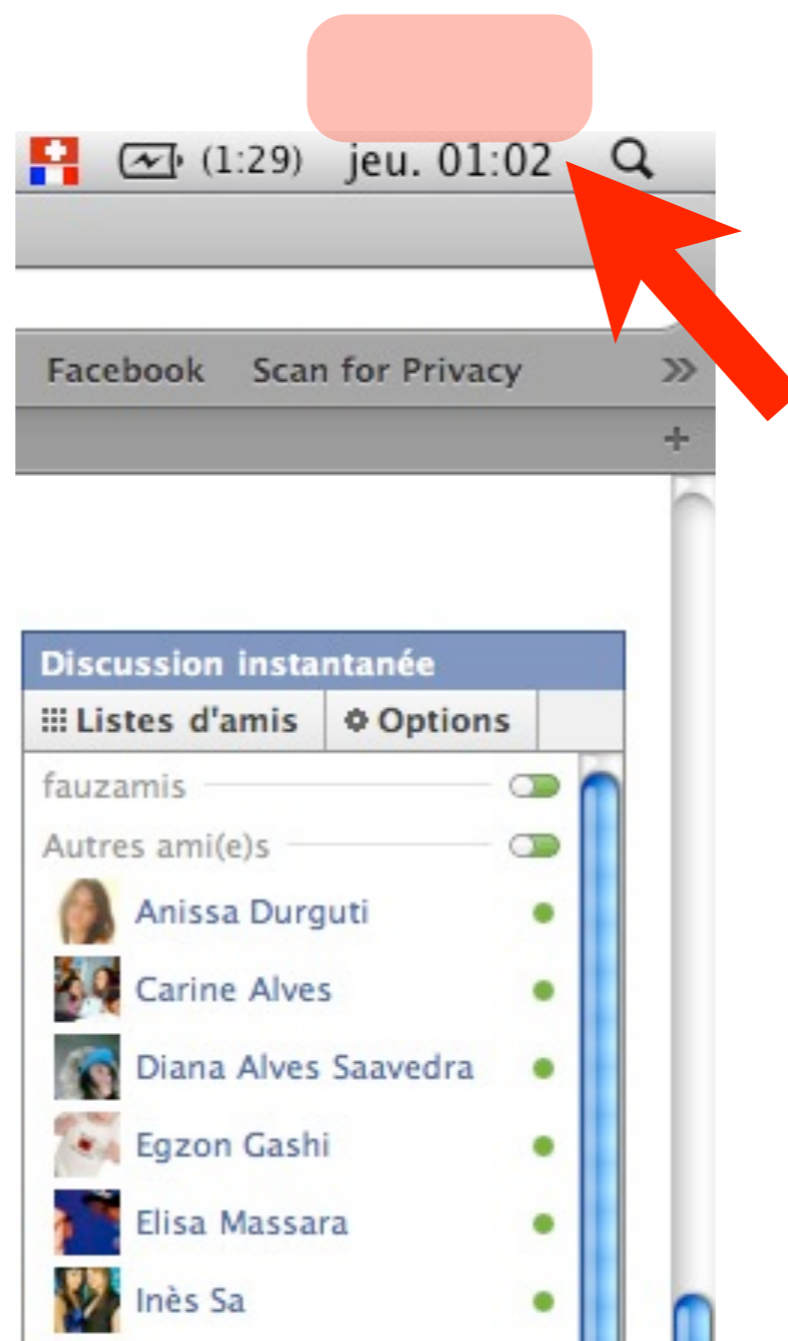 (1:29) jeu. 01:02
Facebook Scan for Privacy »
+
Discussion instantanée
Listes d'amis Options
fauzamis
Autres ami(e)s
Anissa Durguti
Carine Alves
Diana Alves Saavedra
Egzon Gashi
Elisa Massara
Inès Sa